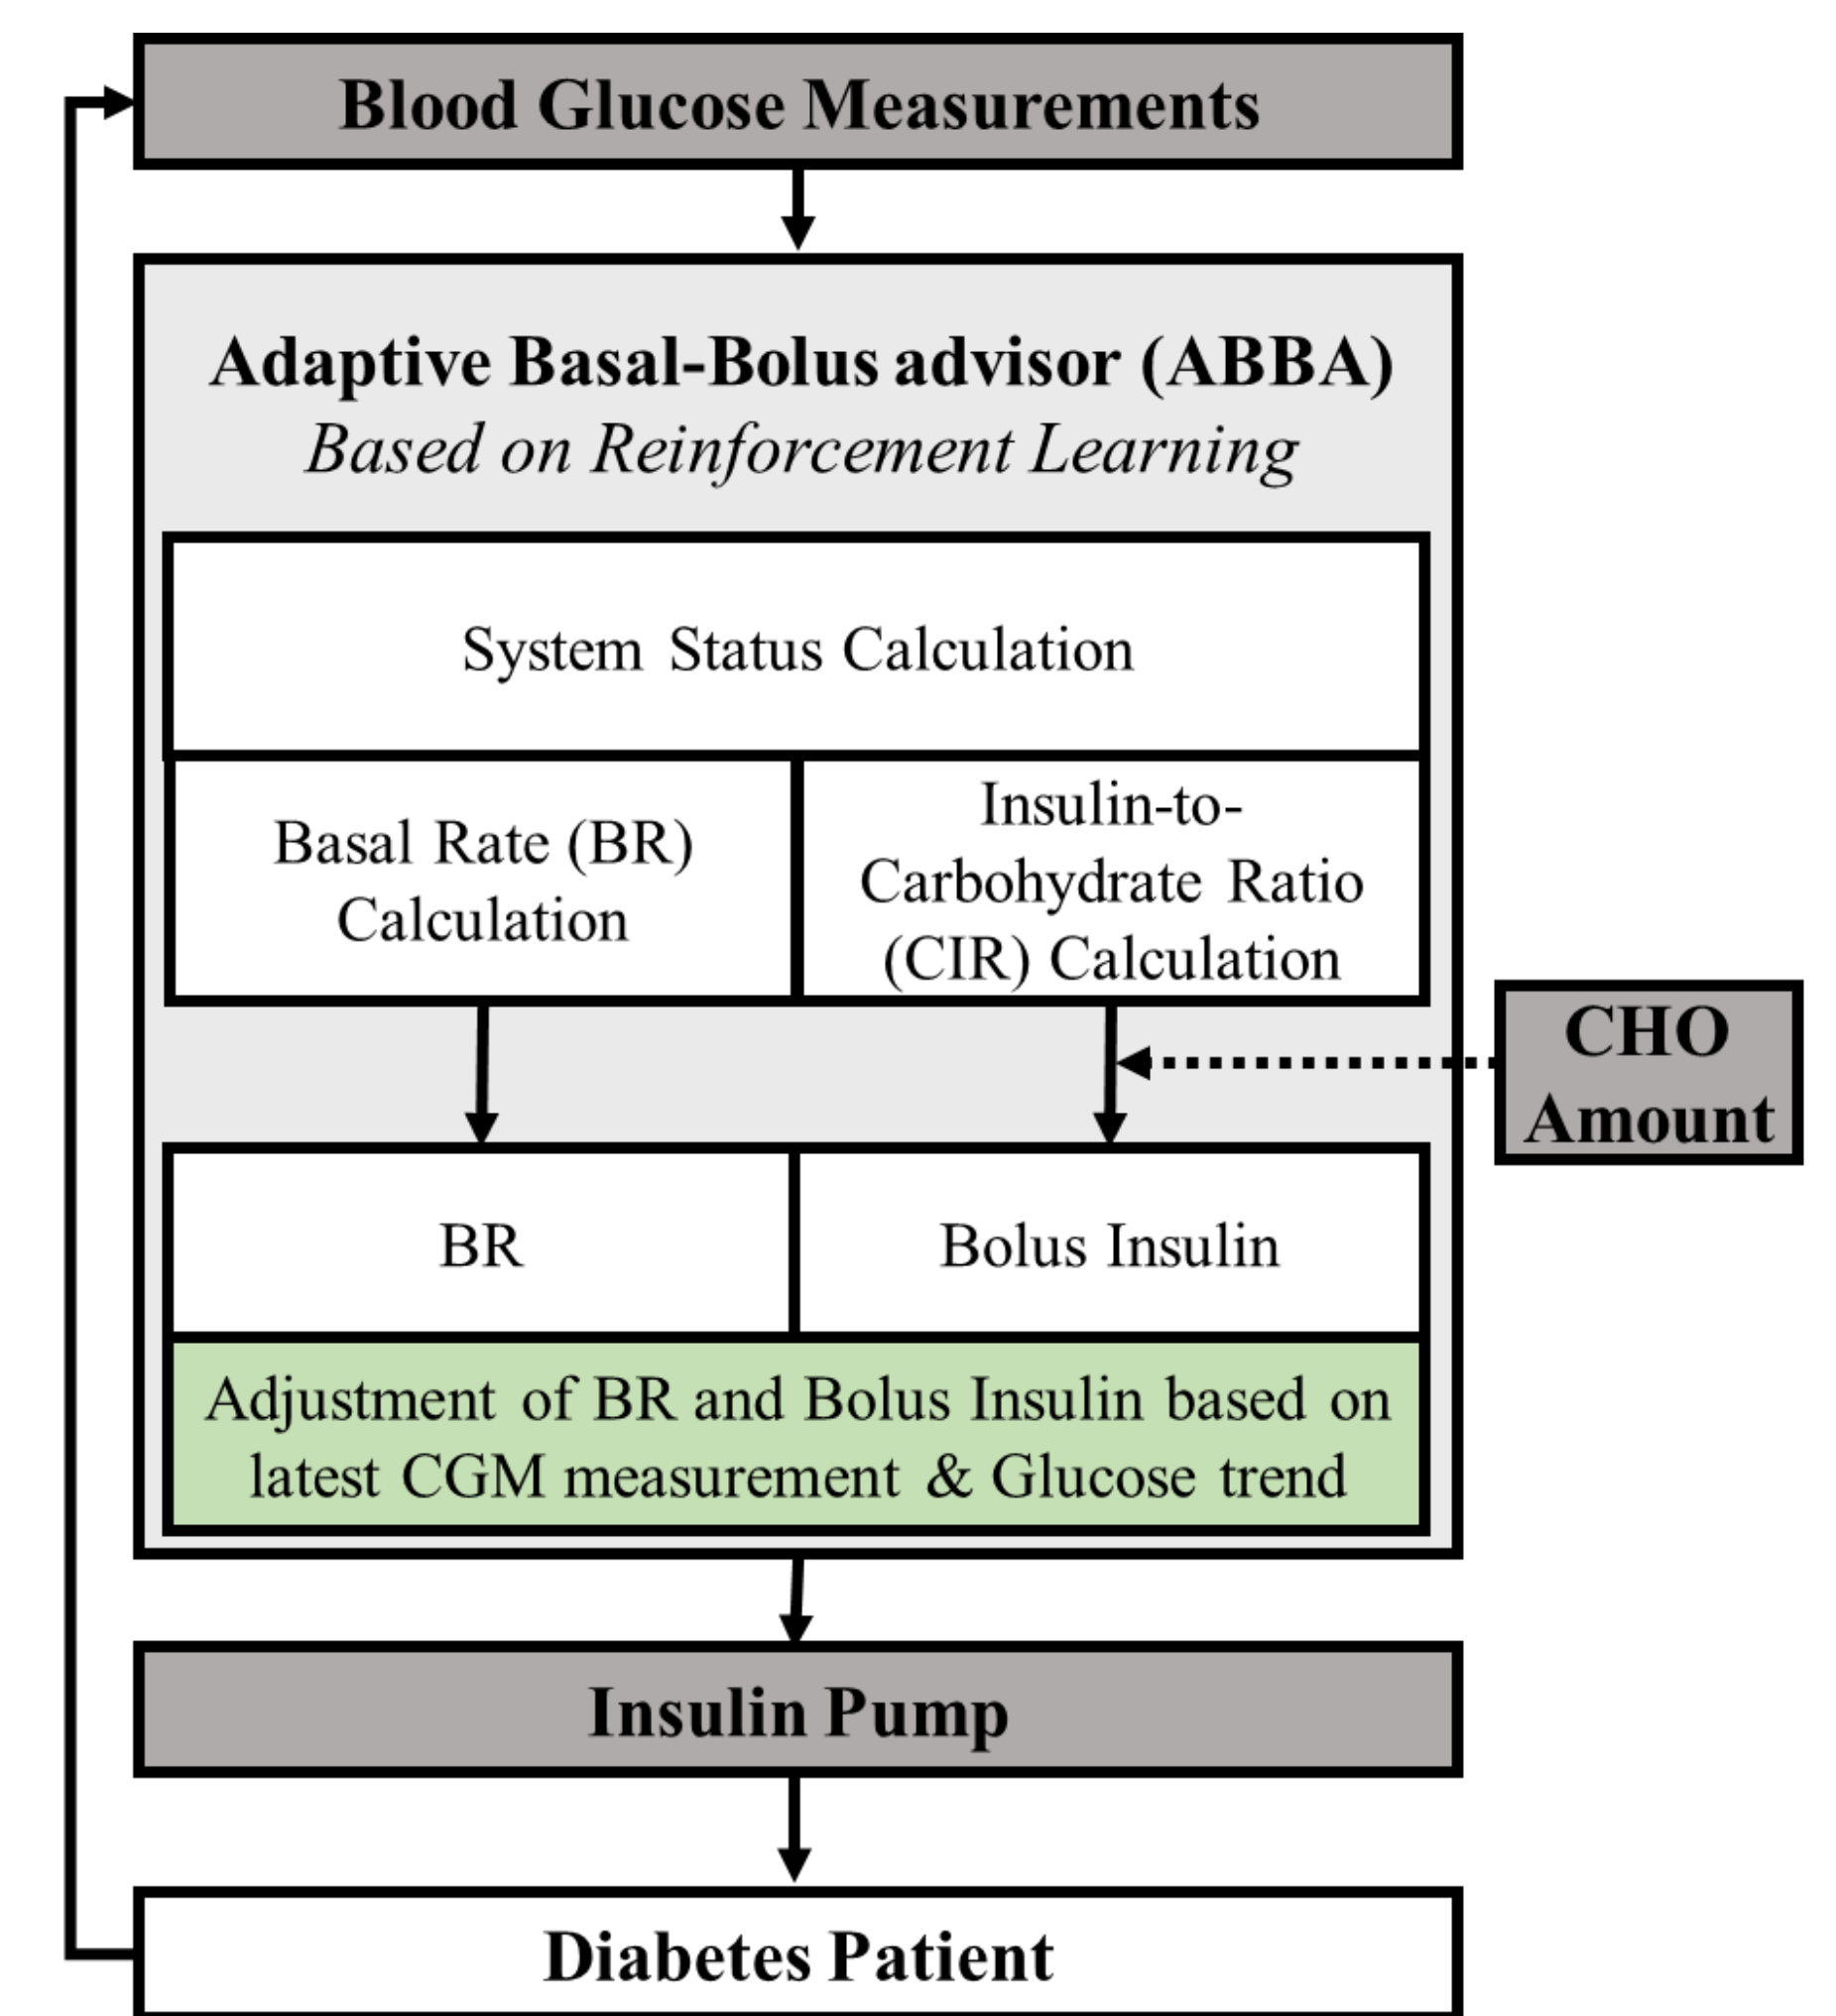 Blood Glucose Measurements
Adaptive Basal-Bolus advisor (ABBA)
Based on Reinforcement Learning
System Status Calculation
Basal Rate (BR)
Calculation
Insulin-to-
Carbohydrate Ratio
(CIR) Calculation
CHO
Amount
BR
Bolus Insulin
Adjustment of BR and Bolus Insulin based on
latest CGM measurement & Glucose trend
Insulin Pump
Diabetes Patient